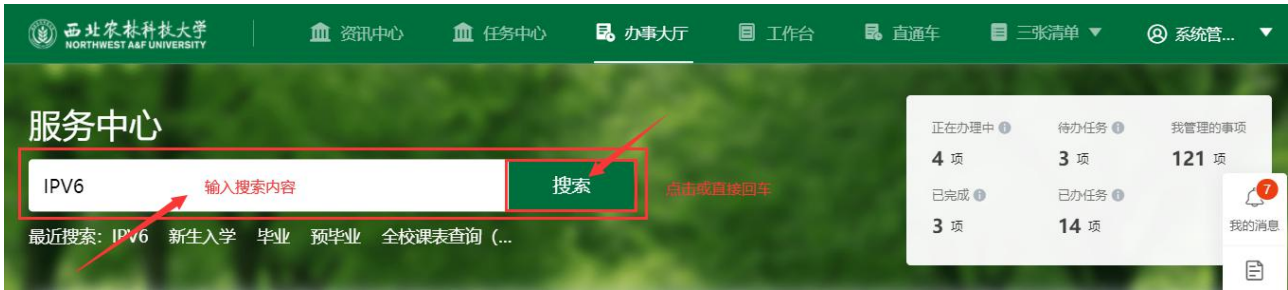 西北农林科技大学
NORTHWEST A&F UNIVERSITY
资讯中心
任务中心
办事大厅
工作台
直通车
三张清单
系统管...
服务中心
IPV6
输入搜索内容
搜索
点击或直接回车
最近搜索: IPV6 新生入学 毕业 预毕业 全校课表查询 (...
正在办理中
待办任务
我管理的事项
4 项
3 项
121 项
已完成
已办任务
3 项
14 项
7
我的消息